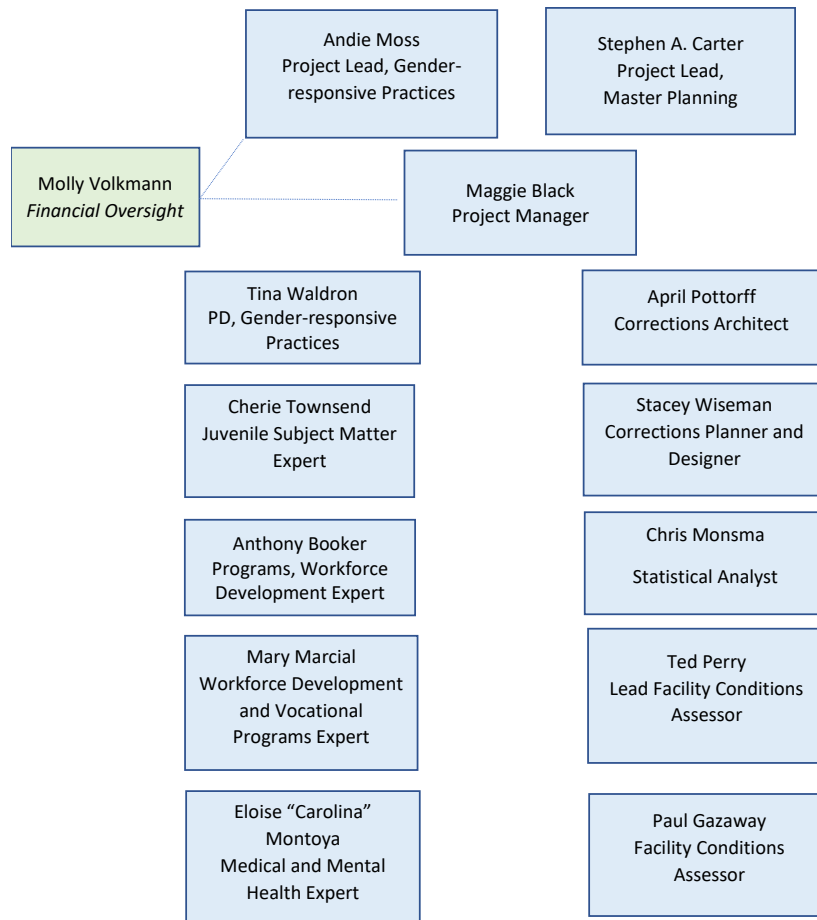 Andie Moss
Project Lead, Gender-
responsive Practices
Stephen A. Carter
Project Lead,
Master Planning
Molly Volkmann
Financial Oversight
Maggie Black
Project Manager
Tina Waldron
PD, Gender-responsive
Practices
April Pottorff
Corrections Architect
Cherie Townsend
Juvenile Subject Matter
Expert
Stacey Wiseman
Corrections Planner and
Designer
Anthony Booker
Programs, Workforce
Development Expert
Chris Monsma
Statistical Analyst
Mary Marcial
Workforce Development
and Vocational
Programs Expert
Ted Perry
Lead Facility Conditions
Assessor
Eloise “Carolina”
Montoya
Medical and Mental
Health Expert
Paul Gazaway
Facility Conditions
Assessor